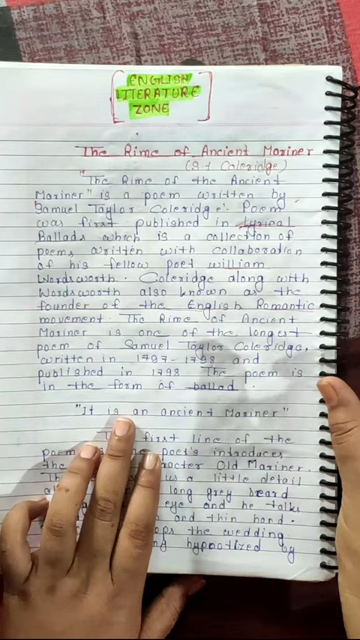 ENGLISH
LITERATURE
ZONE
The Rime of Ancient Mariner
(S.T Coleridge)
"The Rime of the Ancient
Mariner" is a poem written by
Samuel Taylor Coleridge. Poem
was first published in Lyrical
Ballads which is a collection of
poems written with collaboration
of his fellow poet william
Wordsworth. Coleridge along with
Wordsworth also known as the
founder of the English Romantic
movement The Rime of Ancient
Mariner is one of the longest
poem of Samuel Taylor Coleridge.
written in 1797-1798 and
published in 1798 The poem is
in the form of ballad.
"It is an ancient Mariner"
first line of the
poem poet's introduces
the Old Mariner.
us a little detail
long grey beard
eye and he talks
and thin hand.
the wedding
hypnotized by